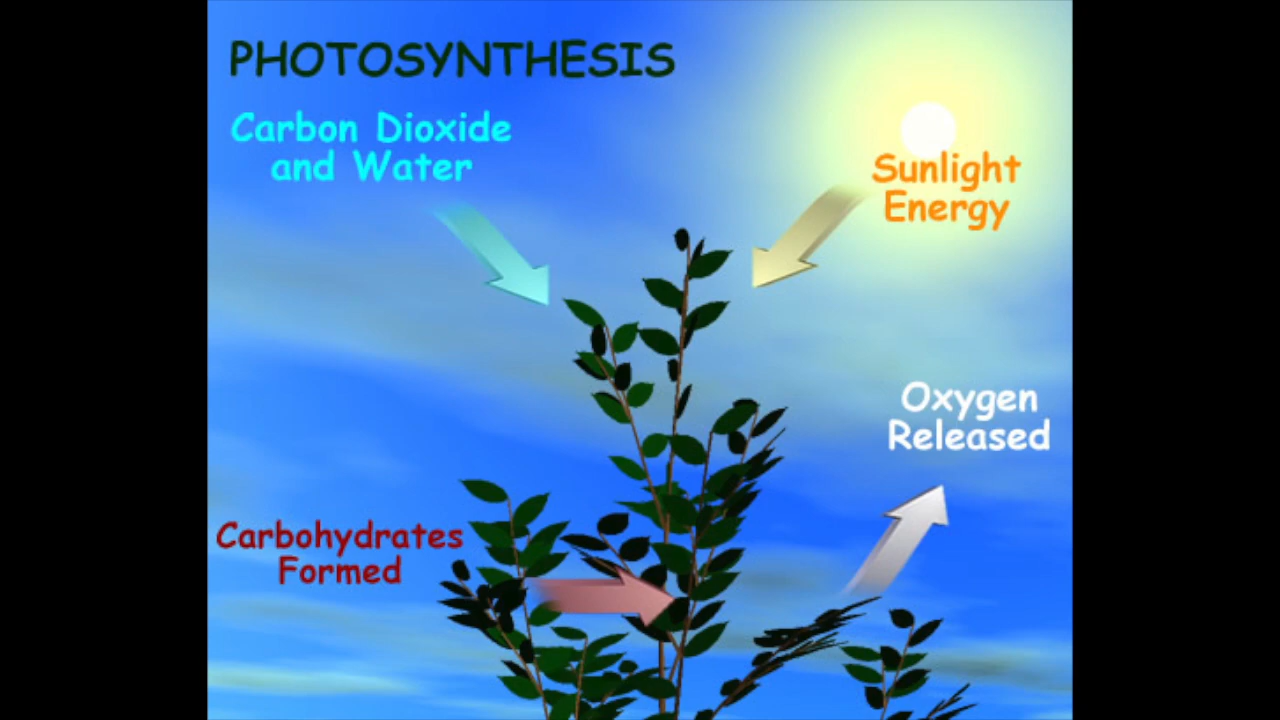 PHOTOSYNTHESIS
Carbon Dioxide
and Water
Sunlight
Energy
Oxygen
Released
Carbohydrates
Formed